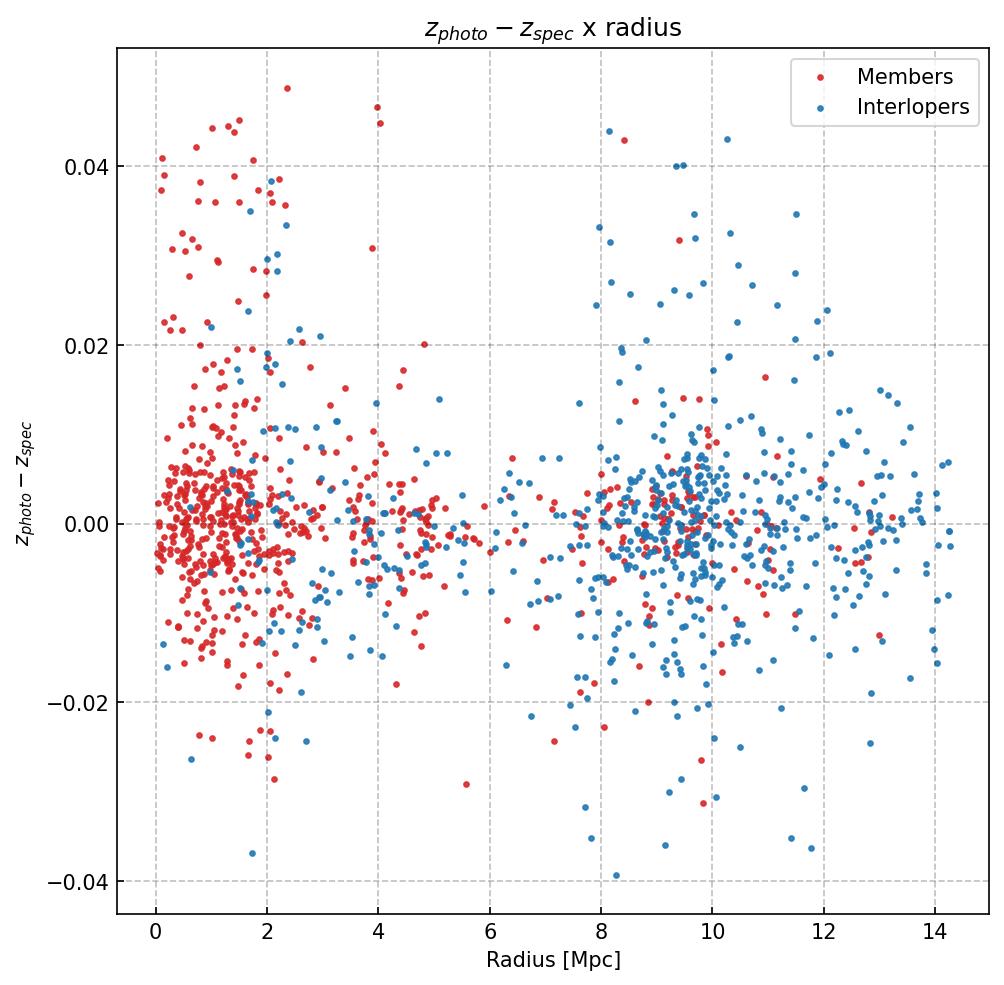 z_photo − z_spec x radius
Members
Interlopers
0.04
0.02
0.00
−0.02
−0.04
z_photo − z_spec
0 2 4 6 8 10 12 14
Radius [Mpc]